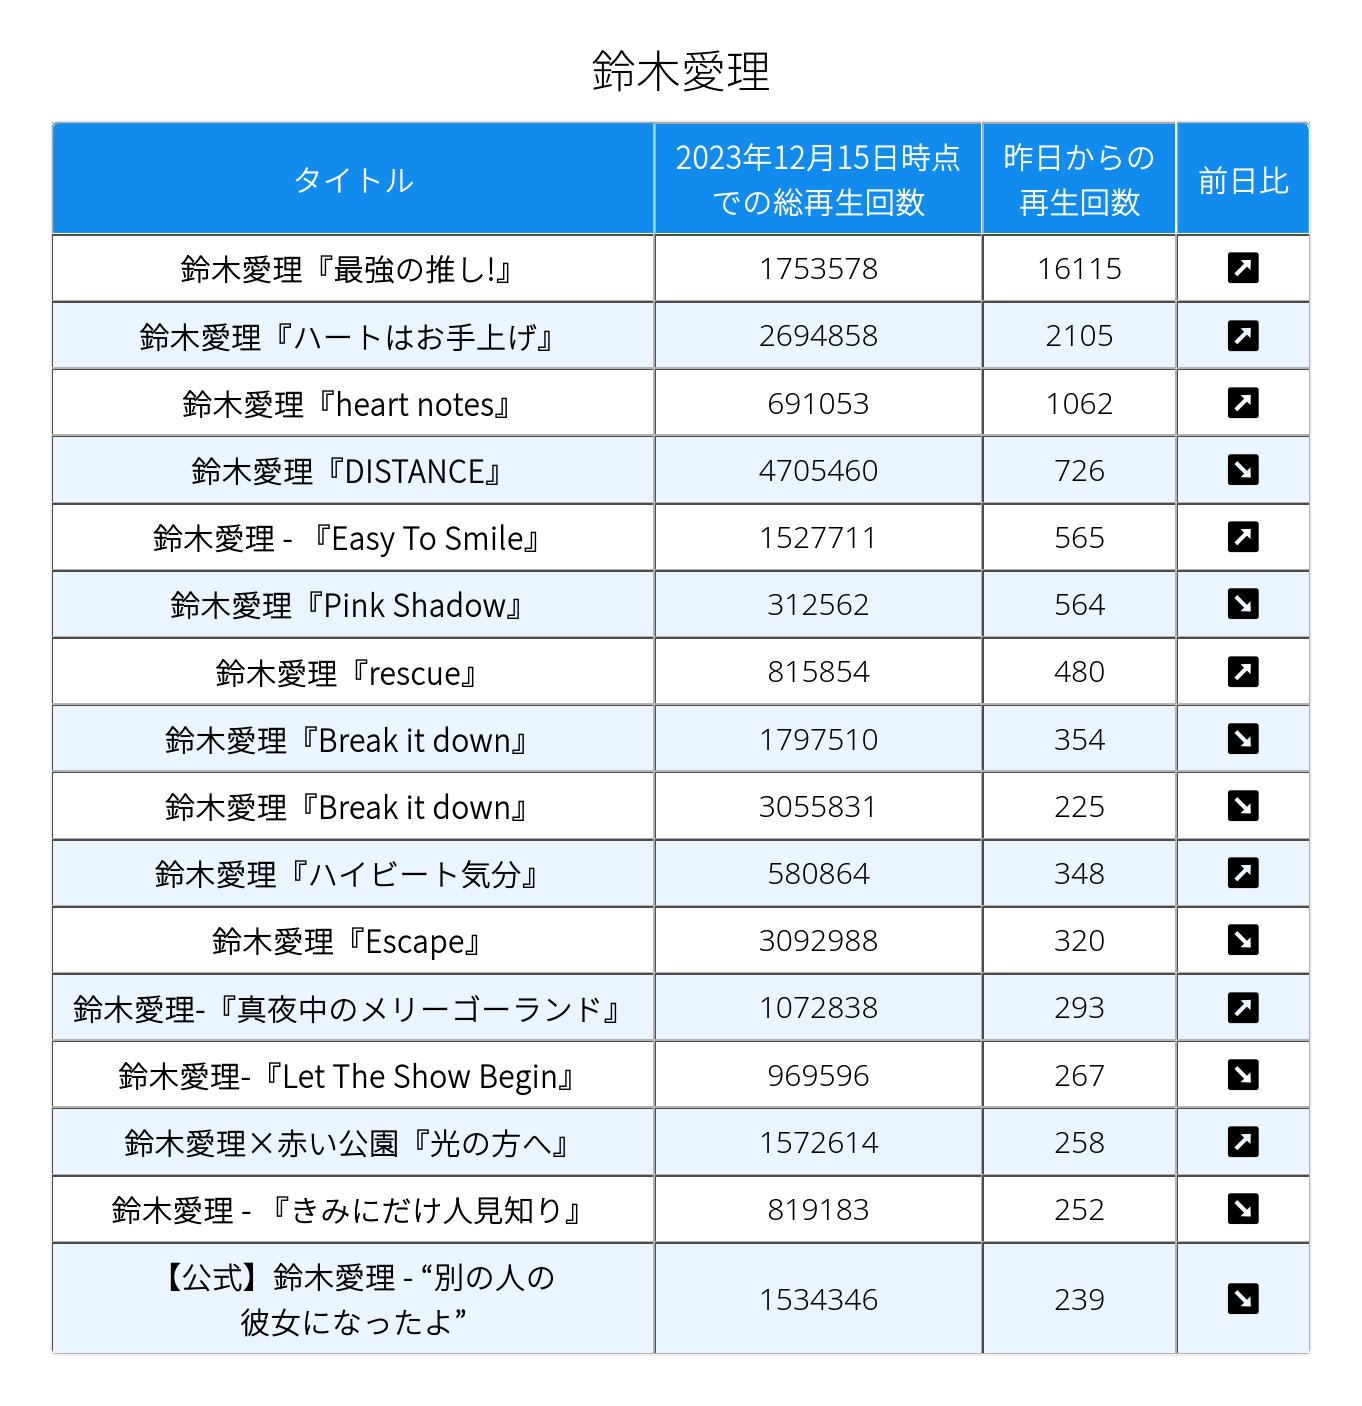 鈴木愛理
タイトル
2023年12月15日時点
での総再生回数
昨日からの
再生回数
前日比
鈴木愛理『最強の推し!』 1753578 16115 ↗
鈴木愛理『ハートはお手上げ』 2694858 2105 ↗
鈴木愛理『heart notes』 691053 1062 ↗
鈴木愛理『DISTANCE』 4705460 726 ↘
鈴木愛理 - 『Easy To Smile』 1527711 565 ↗
鈴木愛理『Pink Shadow』 312562 564 ↘
鈴木愛理『rescue』 815854 480 ↗
鈴木愛理『Break it down』 1797510 354 ↘
鈴木愛理『Break it down』 3055831 225 ↘
鈴木愛理『ハイビート気分』 580864 348 ↗
鈴木愛理『Escape』 3092988 320 ↘
鈴木愛理-『真夜中のメリーゴーランド』 1072838 293 ↗
鈴木愛理-『Let The Show Begin』 969596 267 ↘
鈴木愛理×赤い公園『光の方へ』 1572614 258 ↗
鈴木愛理 - 『きみにだけ人見知り』 819183 252 ↘
【公式】鈴木愛理 - “別の人の
彼女になったよ” 1534346 239 ↘